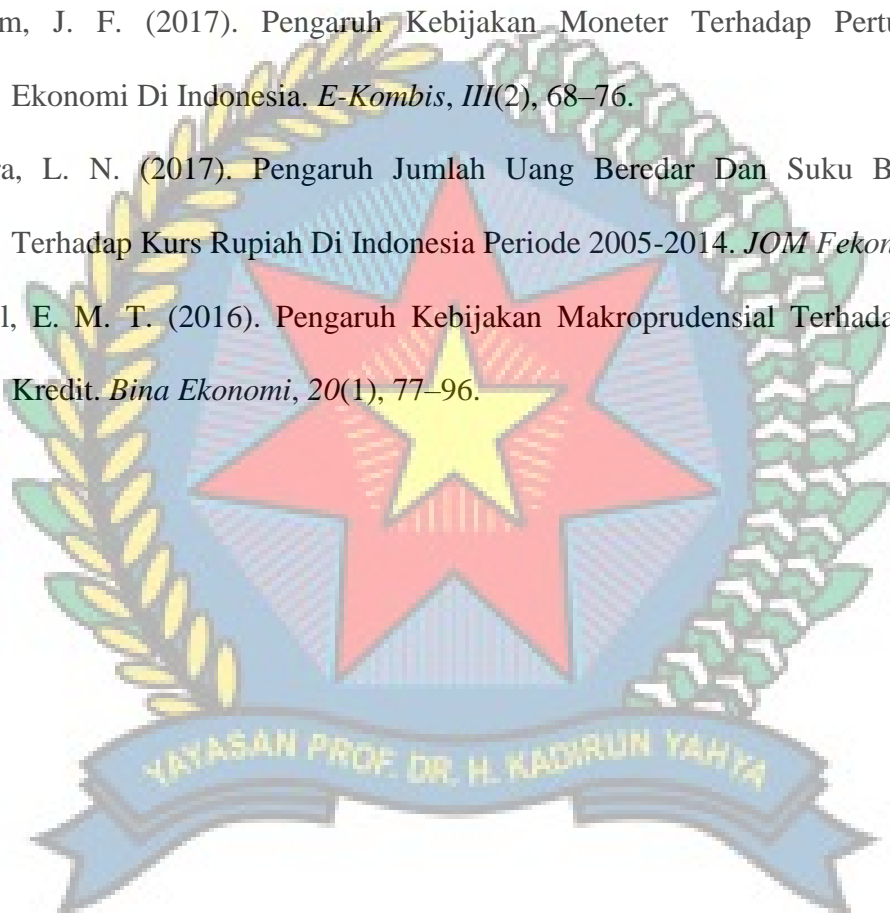 m, J. F. (2017). Pengaruh Kebijakan Moneter Terhadap Pertu
Ekonomi Di Indonesia. E-Kombis, III(2), 68–76.
ra, L. N. (2017). Pengaruh Jumlah Uang Beredar Dan Suku B
Terhadap Kurs Rupiah Di Indonesia Periode 2005-2014. JOM Fekon
l, E. M. T. (2016). Pengaruh Kebijakan Makroprudensial Terhada
Kredit. Bina Ekonomi, 20(1), 77–96.
YAYASAN PROF. DR. H. KADIRUN YAHYA